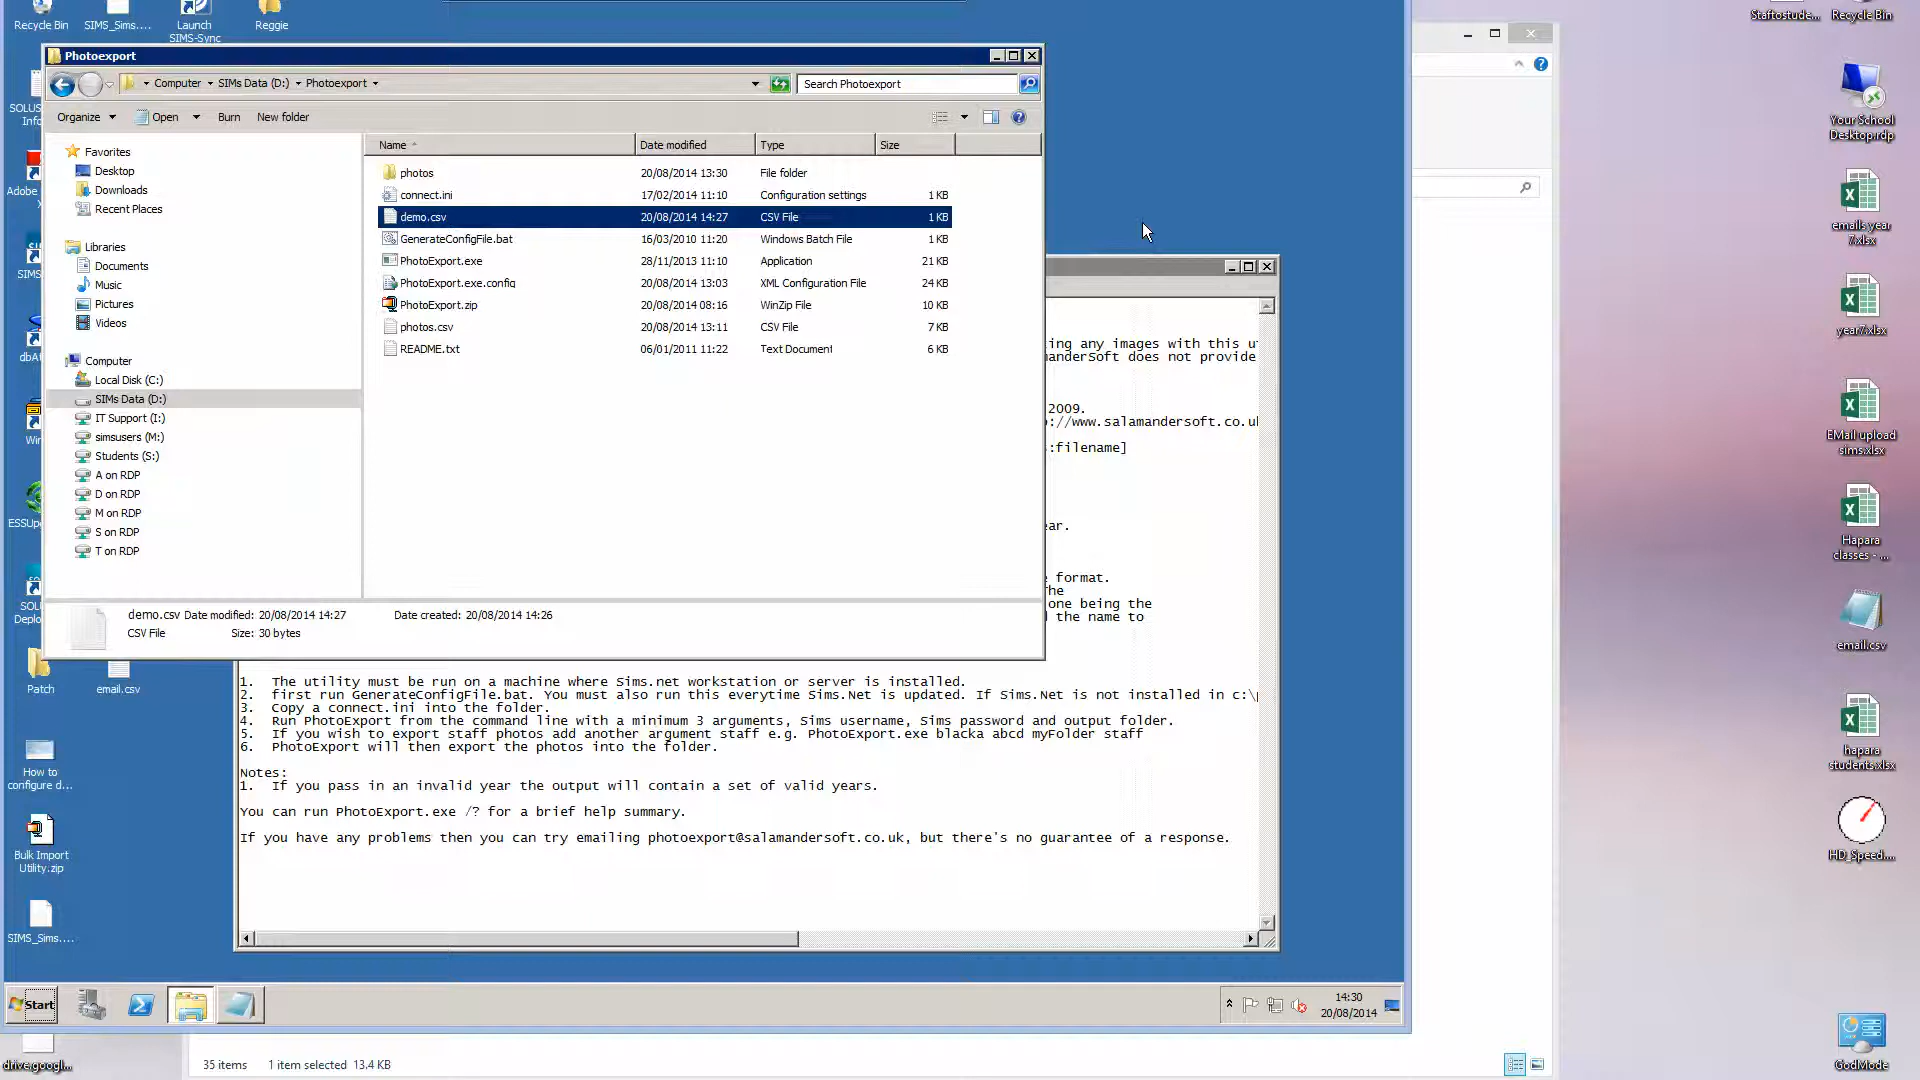 Recycle Bin
SIMS_Sims....
Launch
SIMS-Sync
Reggie
Staftostude...
Recycle Bin
Photoexport
Computer
SIMs Data (D:)
Photoexport
Search Photoexport
Organize
Open
Burn
New folder
Name
Date modified
Type
Size
photos 20/08/2014 13:30 File folder
connect.ini 17/02/2014 11:10 Configuration settings 1 KB
demo.csv 20/08/2014 14:27 CSV File 1 KB
GenerateConfigFile.bat 16/03/2010 11:20 Windows Batch File 1 KB
PhotoExport.exe 28/11/2013 11:10 Application 21 KB
PhotoExport.exe.config 20/08/2014 13:03 XML Configuration File 24 KB
PhotoExport.zip 20/08/2014 08:16 WinZip File 10 KB
photos.csv 20/08/2014 13:11 CSV File 7 KB
README.txt 06/01/2011 11:22 Text Document 6 KB
Favorites
Desktop
Downloads
Recent Places
Libraries
Documents
Music
Pictures
Videos
Computer
Local Disk (C:)
SIMs Data (D:)
IT Support (I:)
simsusers (M:)
Students (S:)
A on RDP
D on RDP
M on RDP
S on RDP
T on RDP
demo.csv Date modified: 20/08/2014 14:27 Date created: 20/08/2014 14:26
CSV File Size: 30 bytes
SOLUS
Info
Adobe
SIMS
dbAt
Win
ESSUp
SOL
Deplo
Patch
email.csv
How to
configure d...
Bulk Import
Utility.zip
SIMS_Sims....
ing any images with this u
anderSoft does not provide
2009.
://www.salamandersoft.co.u
:filename]
ar.
format.
he
one being the
the name to
1. The utility must be run on a machine where Sims.net workstation or server is installed.
2. first run GenerateConfigFile.bat. You must also run this everytime Sims.Net is updated. If Sims.Net is not installed in c:\
3. Copy a connect.ini into the folder.
4. Run PhotoExport from the command line with a minimum 3 arguments, Sims username, Sims password and output folder.
5. If you wish to export staff photos add another argument staff e.g. PhotoExport.exe blacka abcd myFolder staff
6. PhotoExport will then export the photos into the folder.
Notes:
1. If you pass in an invalid year the output will contain a set of valid years.
You can run PhotoExport.exe /? for a brief help summary.
If you have any problems then you can try emailing photoexport@salamandersoft.co.uk, but there's no guarantee of a response.
Start
14:30
20/08/2014
drive.googl...
35 items 1 item selected 13.4 KB
Your School
Desktop.rdp
emails year
7.xlsx
year7.xlsx
EMail upload
sims.xlsx
Hapara
classes - ...
email.csv
hapara
students.xlsx
HD_Speed....
GodMode